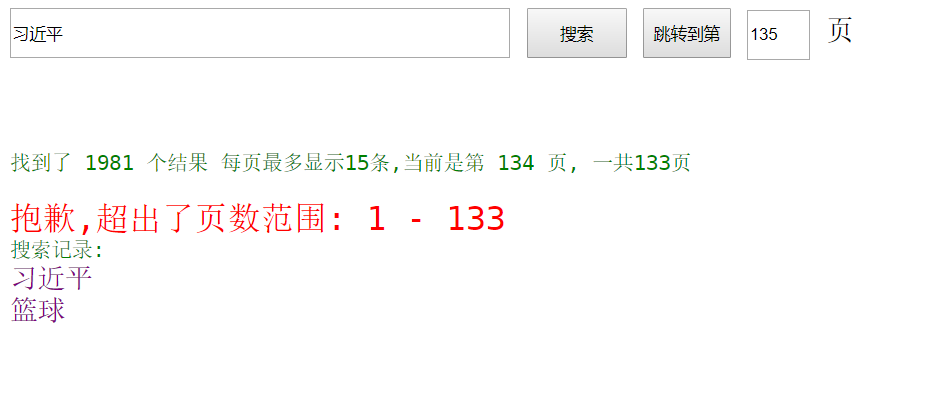 习近平 搜索 跳转到第 135 页
找到了 1981 个结果 每页最多显示15条,当前是第 134 页, 一共133页
抱歉,超出了页数范围: 1 - 133
搜索记录:
习近平
篮球